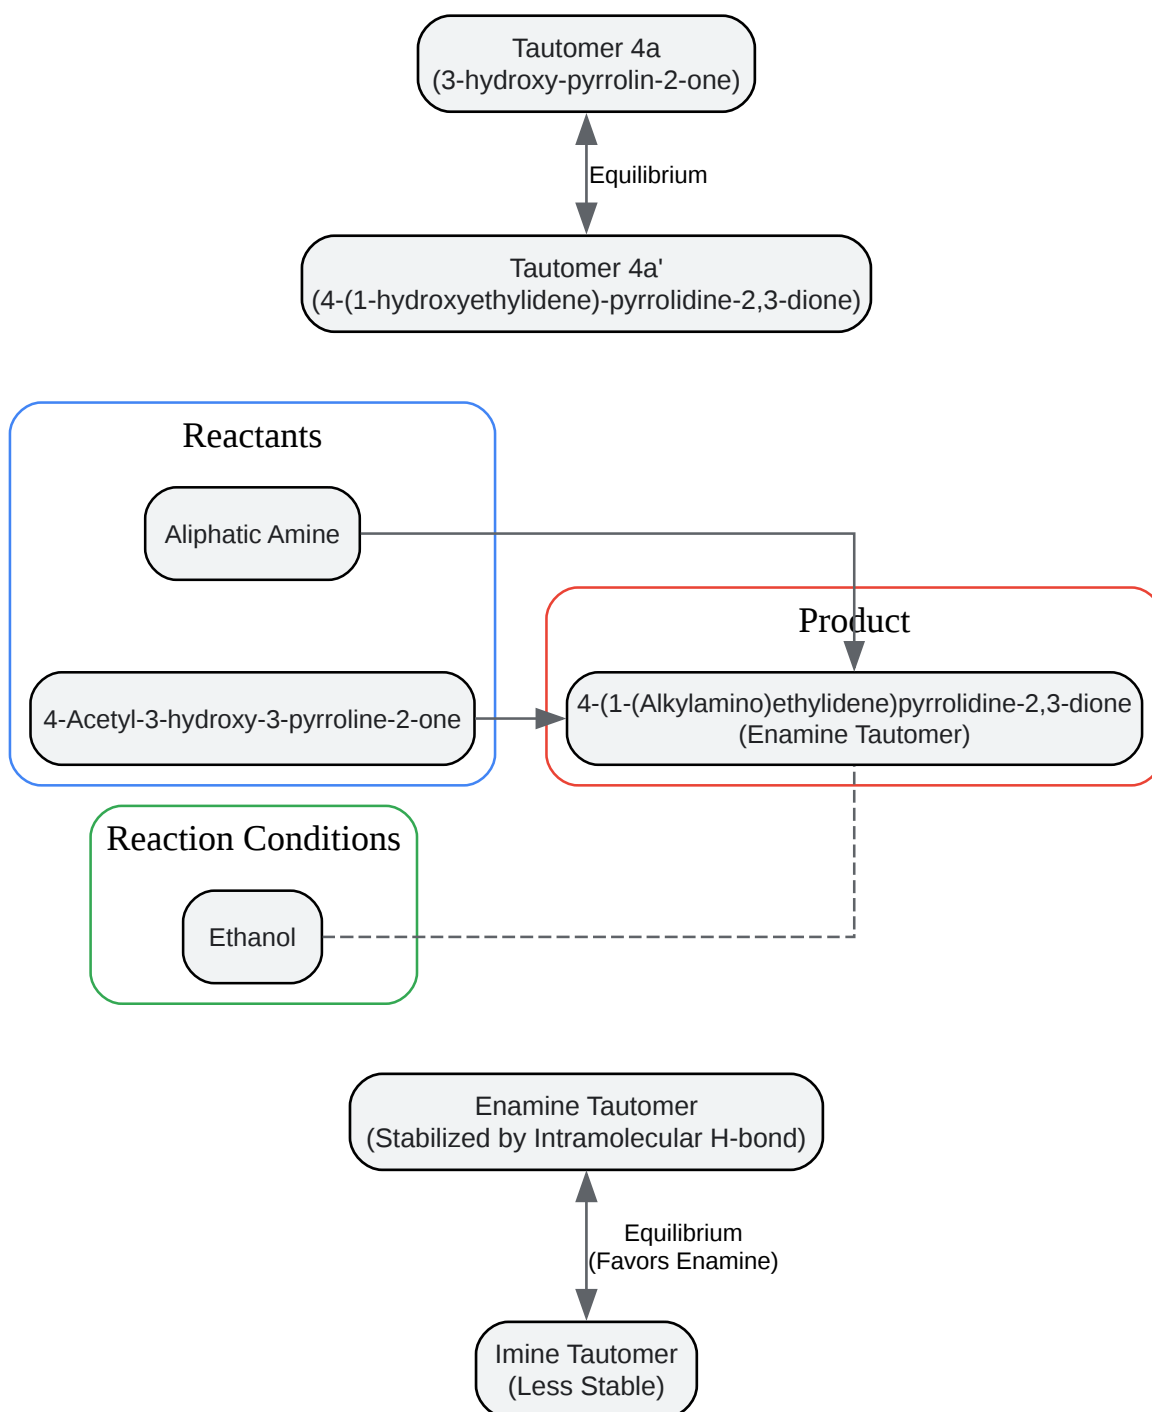 Tautomer 4a
(3-hydroxy-pyrrolin-2-one)
Equilibrium
Tautomer 4a'
(4-(1-hydroxyethylidene)-pyrrolidine-2,3-dione)
Reactants
Aliphatic Amine
4-Acetyl-3-hydroxy-3-pyrroline-2-one
Product
4-(1-(Alkylamino)ethylidene)pyrrolidine-2,3-dione
(Enamine Tautomer)
Reaction Conditions
Ethanol
Enamine Tautomer
(Stabilized by Intramolecular H-bond)
Equilibrium
(Favors Enamine)
Imine Tautomer
(Less Stable)